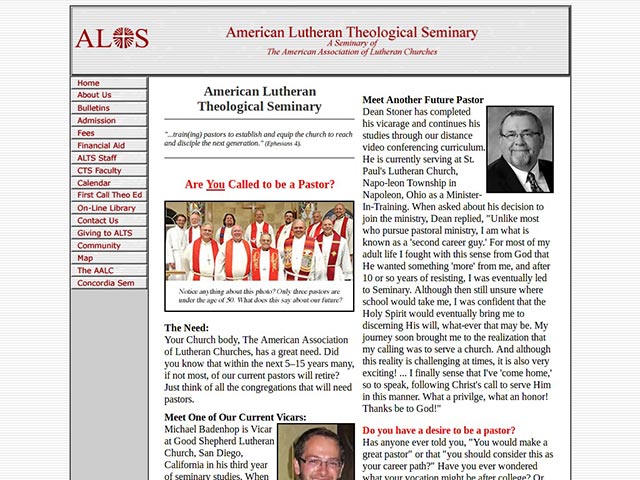 ALTS
American Lutheran Theological Seminary
A Seminary of
The American Association of Lutheran Churches
Home
About Us
Bulletins
Admission
Fees
Financial Aid
ALTS Staff
CTS Faculty
Calendar
First Call Theo Ed
On-Line Library
Contact Us
Giving to ALTS
Community
Map
The AALC
Concordia Sem
American Lutheran
Theological Seminary
"...train(ing) pastors to establish and equip the church to reach
and disciple the next generation." (Ephesians 4).
Are You Called to be a Pastor?
Notice anything about this photo? Only three pastors are
under the age of 50. What does this say about our future?
The Need:
Your Church body, The American Association
of Lutheran Churches, has a great need. Did
you know that within the next 5–15 years many,
if not most, of our current pastors will retire?
Just think of all the congregations that will need
pastors.
Meet One of Our Current Vicars:
Michael Badenhop is Vicar
at Good Shepherd Lutheran
Church, San Diego,
California in his third year
of seminary studies. When
Meet Another Future Pastor
Dean Stoner has completed
his vicarage and continues his
studies through our distance
video conferencing curriculum.
He is currently serving at St.
Paul's Lutheran Church,
Napo-leon Township in
Napoleon, Ohio as a Minister-
In-Training. When asked about his decision to
join the ministry, Dean replied, "Unlike most
who pursue pastoral ministry, I am what is
known as a 'second career guy.' For most of my
adult life I fought with this sense from God that
He wanted something 'more' from me, and after
10 or so years of resisting, I was eventually led
to Seminary. Although then still unsure where
school would take me, I was confident that the
Holy Spirit would eventually bring me to
discerning His will, what-ever that may be. My
journey soon brought me to the realization that
my calling was to serve a church. And although
this reality is challenging at times, it is also very
exciting! ... I finally sense that I've 'come home,'
so to speak, following Christ's call to serve Him
in this manner. What a privilge, what an honor!
Thanks be to God!"
Do you have a desire to be a pastor?
Has anyone ever told you, "You would make a
great pastor" or that "you should consider this as
your career path?" Have you ever wondered
what your vocation might be after college? Or